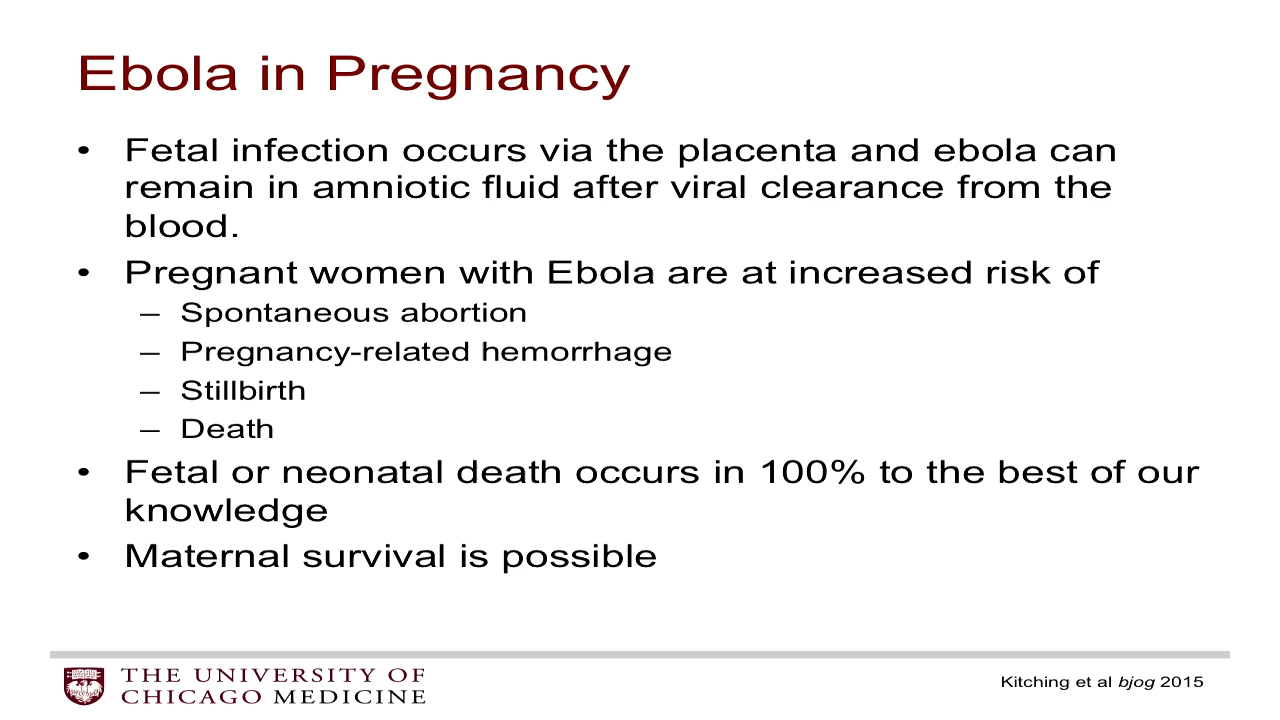 Ebola in Pregnancy
• Fetal infection occurs via the placenta and ebola can
remain in amniotic fluid after viral clearance from the
blood.
• Pregnant women with Ebola are at increased risk of
– Spontaneous abortion
– Pregnancy-related hemorrhage
– Stillbirth
– Death
• Fetal or neonatal death occurs in 100% to the best of our
knowledge
• Maternal survival is possible
THE UNIVERSITY OF
CHICAGO MEDICINE
Kitching et al bjog 2015